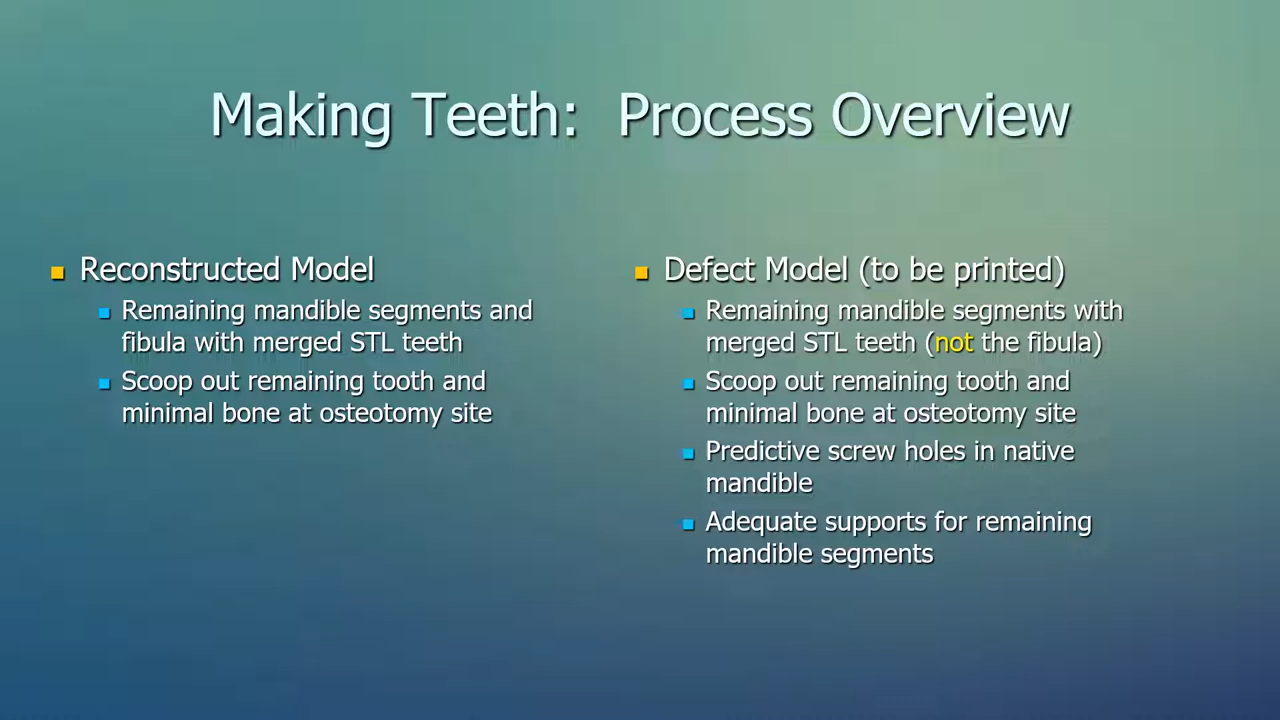 Making Teeth: Process Overview
Reconstructed Model
Remaining mandible segments and
fibula with merged STL teeth
Scoop out remaining tooth and
minimal bone at osteotomy site
Defect Model (to be printed)
Remaining mandible segments with
merged STL teeth (not the fibula)
Scoop out remaining tooth and
minimal bone at osteotomy site
Predictive screw holes in native
mandible
Adequate supports for remaining
mandible segments